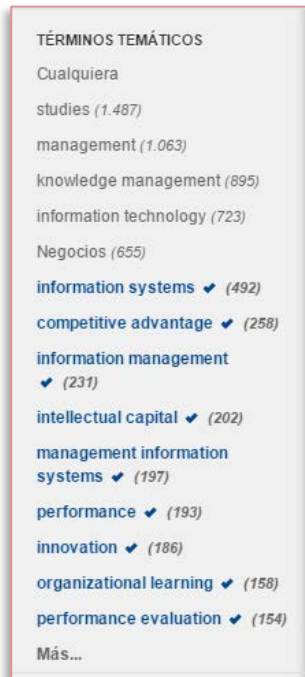 TÉRMINOS TEMÁTICOS
Cualquiera
studies (1.487)
management (1.063)
knowledge management (895)
information technology (723)
Negocios (655)
information systems ✔ (492)
competitive advantage ✔ (258)
information management
✔ (231)
intellectual capital ✔ (202)
management information
systems ✔ (197)
performance ✔ (193)
innovation ✔ (186)
organizational learning ✔ (158)
performance evaluation ✔ (154)
Más...